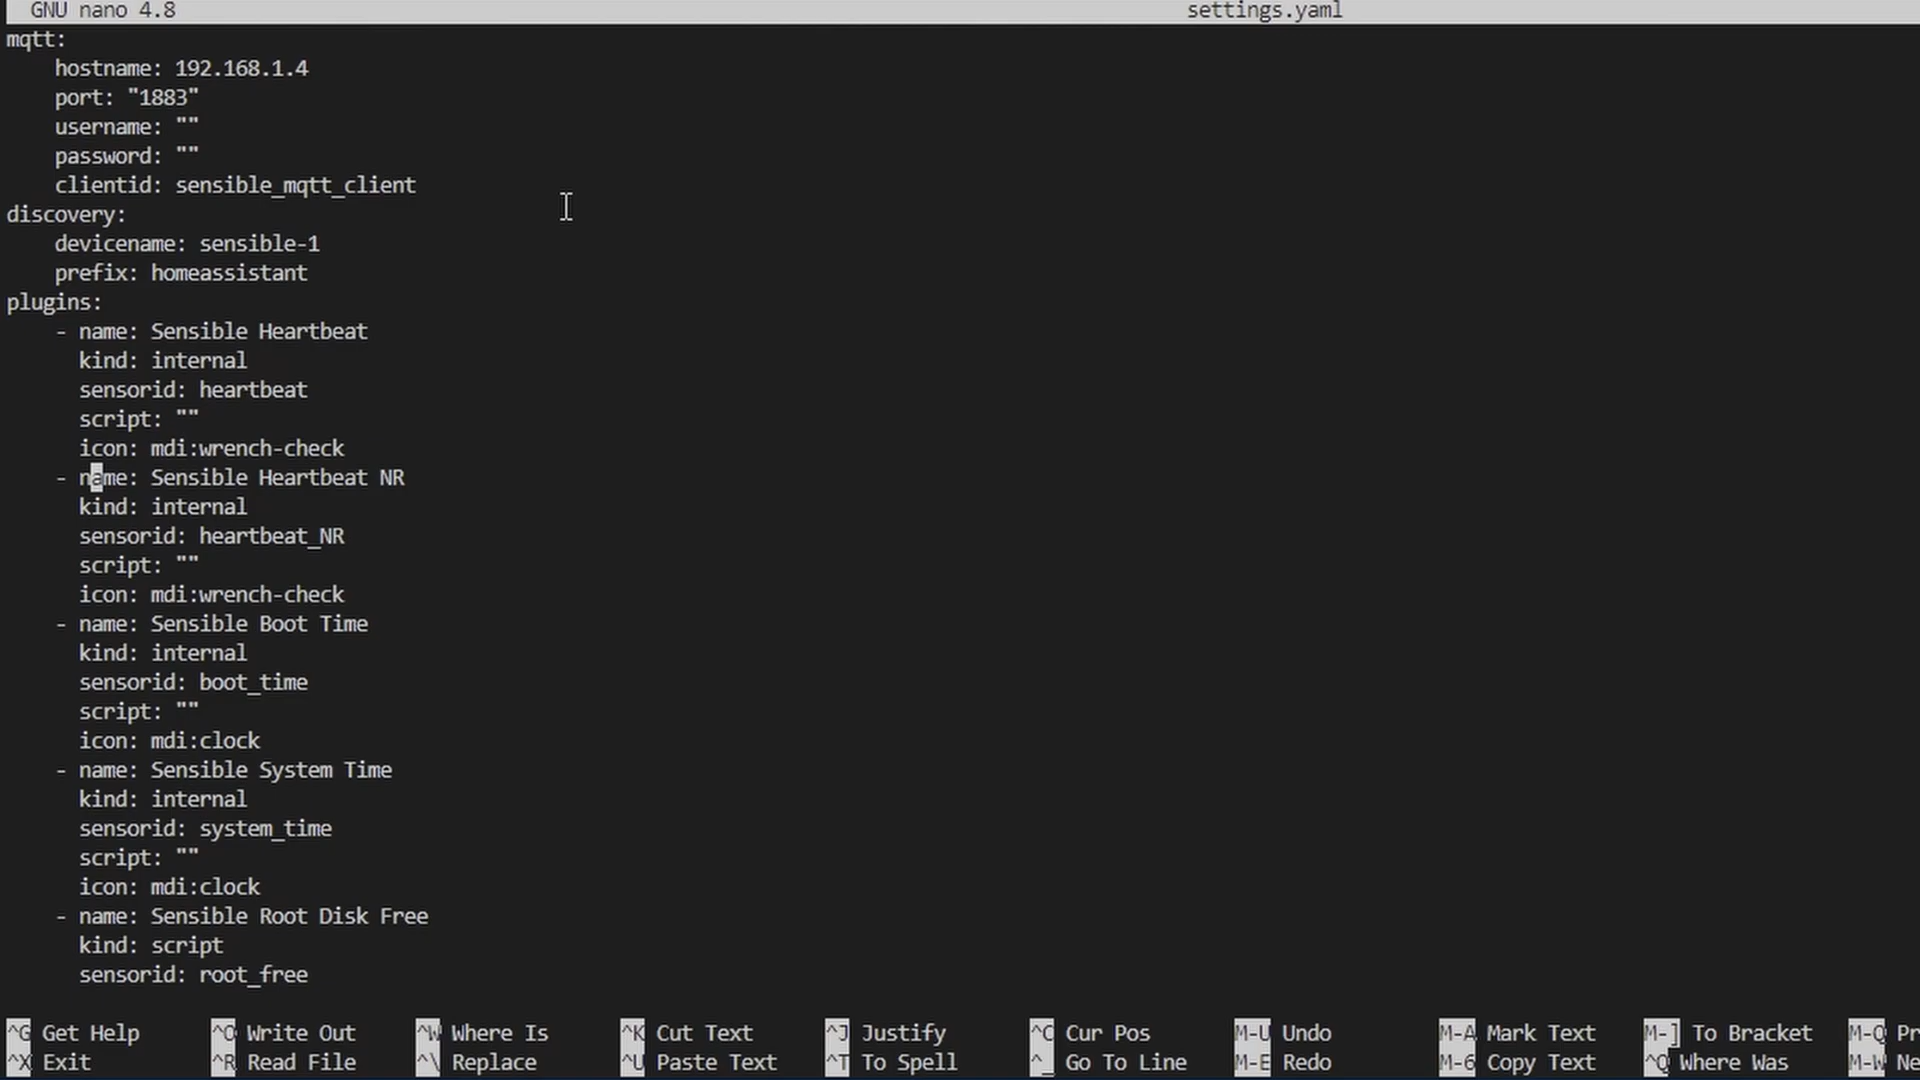 GNU nano 4.8 settings.yaml
mqtt:
    hostname: 192.168.1.4
    port: "1883"
    username: ""
    password: ""
    clientid: sensible_mqtt_client
discovery:
    devicename: sensible-1
    prefix: homeassistant
plugins:
    - name: Sensible Heartbeat
      kind: internal
      sensorid: heartbeat
      script: ""
      icon: mdi:wrench-check
    - name: Sensible Heartbeat NR
      kind: internal
      sensorid: heartbeat_NR
      script: ""
      icon: mdi:wrench-check
    - name: Sensible Boot Time
      kind: internal
      sensorid: boot_time
      script: ""
      icon: mdi:clock
    - name: Sensible System Time
      kind: internal
      sensorid: system_time
      script: ""
      icon: mdi:clock
    - name: Sensible Root Disk Free
      kind: script
      sensorid: root_free
^G Get Help ^O Write Out ^W Where Is ^K Cut Text ^J Justify ^C Cur Pos M-U Undo M-A Mark Text M-] To Bracket M-Q Pr
^X Exit ^R Read File ^\ Replace ^U Paste Text ^T To Spell ^_ Go To Line M-E Redo M-6 Copy Text ^Q Where Was M-W Ne